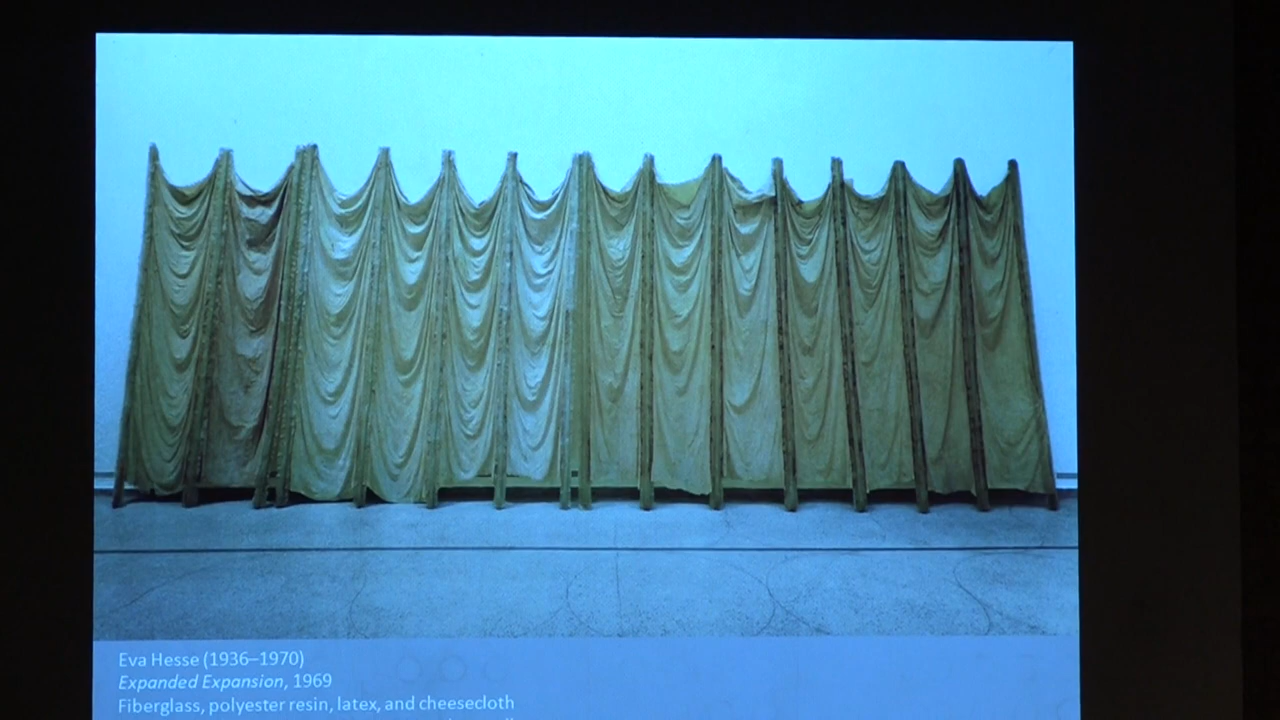 Eva Hesse (1936–1970)
Expanded Expansion, 1969
Fiberglass, polyester resin, latex, and cheesecloth